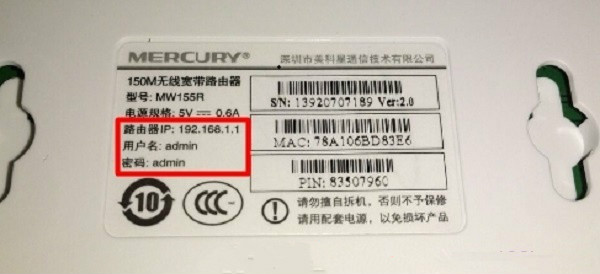 MERCURY® 深圳市美科星通信技术有限公司
150M无线宽带路由器
型号: MW155R
电源规格: 5V⎓0.6A
路由器IP: 192.168.1.1
用户名: admin
密码: admin
S/N: 13920707189 Ver:2.0
MAC: 78A106BD83E6
PIN: 83507960
10
CCC
请勿擅自拆机,否则不予保修
请用配套电源,以免损坏产品